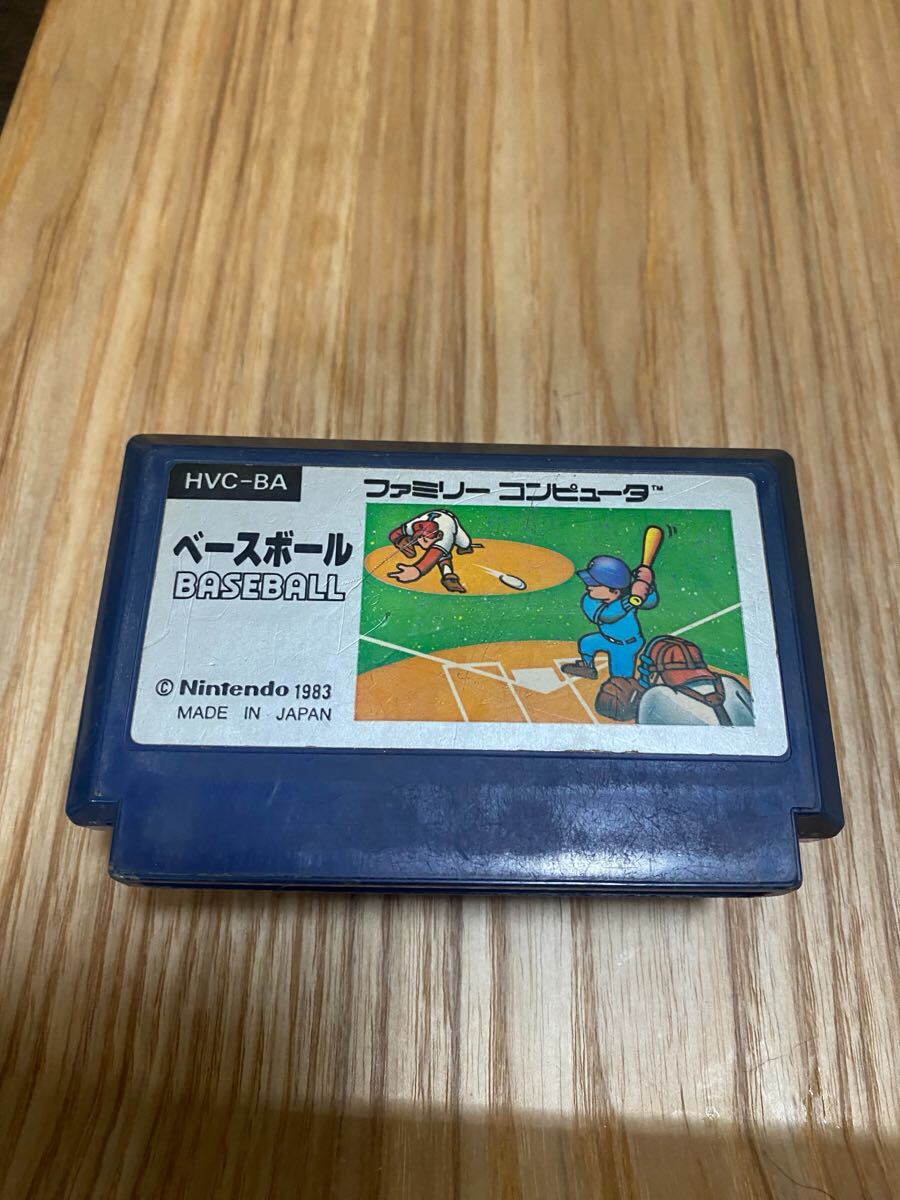 HVC-BA
ファミリー コンピュータ™
ベースボール
BASEBALL
© Nintendo 1983
MADE IN JAPAN